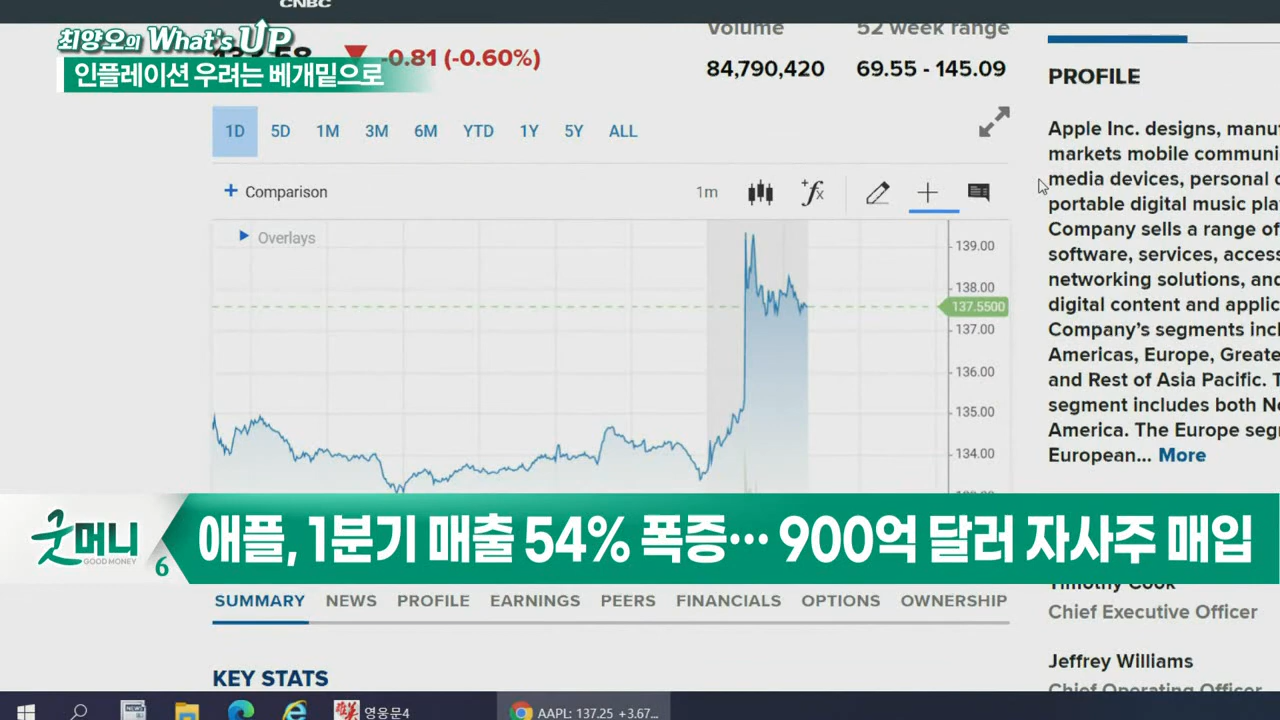 CNBC
최양오의 What's UP
인플레이션 우려는 베개밑으로
133.58 -0.81 (-0.60%)
Volume
84,790,420
52 week range
69.55 - 145.09
1D 5D 1M 3M 6M YTD 1Y 5Y ALL
+ Comparison
1m
Overlays
139.00
138.00
137.5500
137.00
136.00
135.00
134.00
PROFILE
Apple Inc. designs, manu
markets mobile communi
media devices, personal c
portable digital music pla
Company sells a range of
software, services, access
networking solutions, and
digital content and applic
Company's segments incl
Americas, Europe, Greate
and Rest of Asia Pacific. T
segment includes both No
America. The Europe seg
European... More
굿머니
GOOD MONEY
6
애플, 1분기 매출 54% 폭증… 900억 달러 자사주 매입
SUMMARY NEWS PROFILE EARNINGS PEERS FINANCIALS OPTIONS OWNERSHIP
KEY STATS
Timothy Cook
Chief Executive Officer
Jeffrey Williams
Chief Operating Officer
영웅문4
AAPL: 137.25 +3.67...